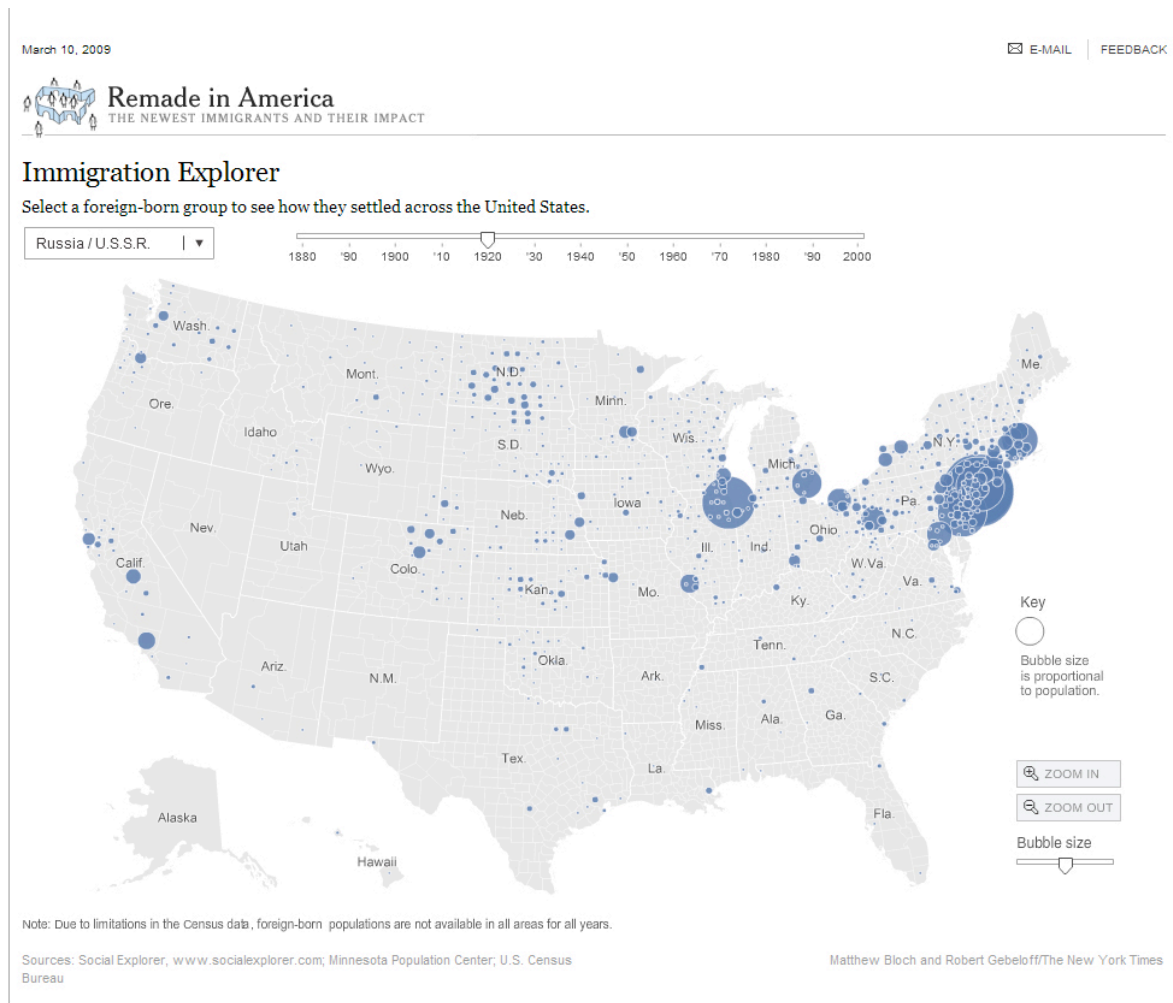 March 10, 2009
E-MAIL
FEEDBACK
Remade in America
THE NEWEST IMMIGRANTS AND THEIR IMPACT
Immigration Explorer
Select a foreign-born group to see how they settled across the United States.
Russia / U.S.S.R.
1880 '90 1900 '10 1920 '30 1940 '50 1960 '70 1980 '90 2000
Wash.
Mont.
N.D.
Minn.
Me.
Ore.
Idaho
S.D.
Wis.
Mich.
N.Y.
Wyo.
Nev.
Neb.
Iowa
Pa.
Utah
Ill.
Ind.
Ohio
Calif.
Colo.
Kan.
Mo.
W.Va.
Va.
Ky.
Key
Bubble size
is proportional
to population.
Ariz.
N.M.
Okla.
Ark.
Tenn.
N.C.
S.C.
Miss.
Ala.
Ga.
Tex.
La.
Fla.
ZOOM IN
ZOOM OUT
Bubble size
Alaska
Hawaii
Note: Due to limitations in the Census data, foreign-born populations are not available in all areas for all years.
Sources: Social Explorer, www.socialexplorer.com; Minnesota Population Center; U.S. Census
Bureau
Matthew Bloch and Robert Gebeloff/The New York Times